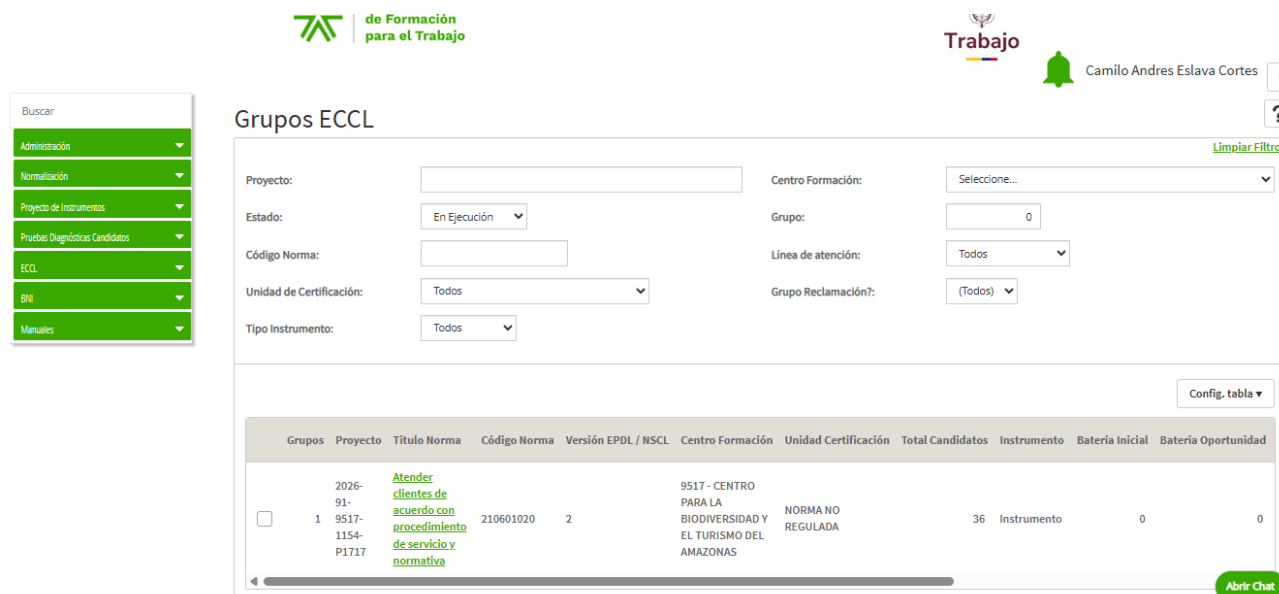 de Formación
para el Trabajo
Trabajo
Camilo Andres Eslava Cortes
Buscar
Administración
Normalización
Proyecto de Instrumentos
Pruebas Diagnósticas Candidatos
ECCL
BNI
Manuales
Grupos ECCL
?
Limpiar Filtro
Proyecto:
Centro Formación: Seleccione...
Estado: En Ejecución
Grupo: 0
Código Norma:
Línea de atención: Todos
Unidad de Certificación: Todos
Grupo Reclamación?: (Todos)
Tipo Instrumento: Todos
Config. tabla ▾
Grupos Proyecto Titulo Norma Código Norma Versión EPDL / NSCL Centro Formación Unidad Certificación Total Candidatos Instrumento Bateria Inicial Bateria Oportunidad
1
2026-
91-
9517-
1154-
P1717
Atender
clientes de
acuerdo con
procedimiento
de servicio y
normativa
210601020
2
9517 - CENTRO
PARA LA
BIODIVERSIDAD Y
EL TURISMO DEL
AMAZONAS
NORMA NO
REGULADA
36
Instrumento
0
0
Abrir Chat